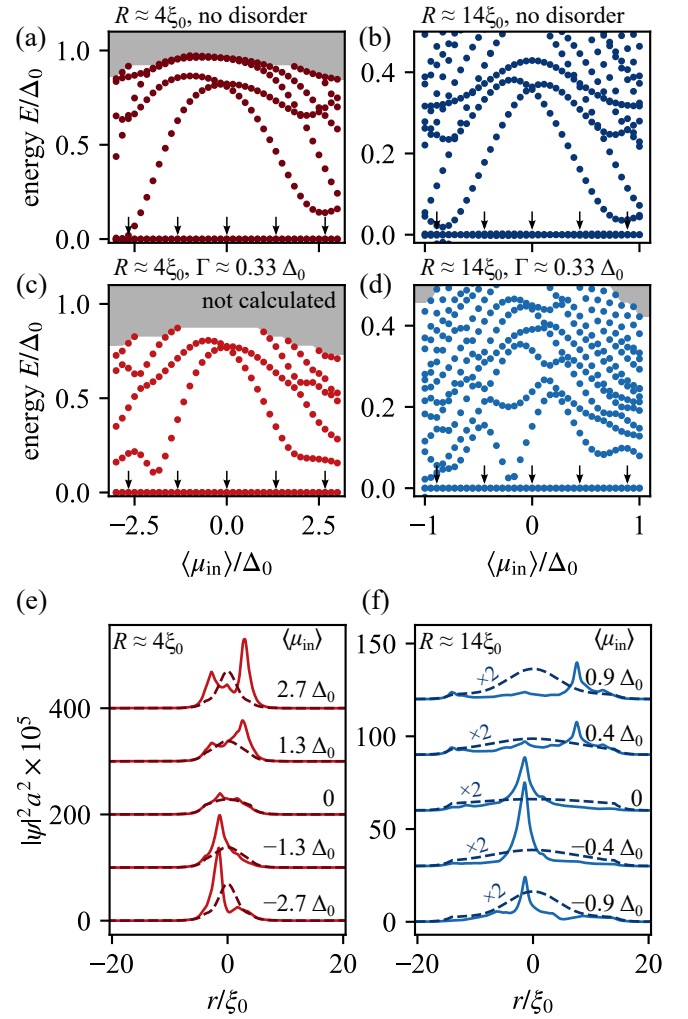 R ≈ 4ξ₀, no disorder
R ≈ 14ξ₀, no disorder
(a)
(b)
energy E/Δ₀
1.0
0.5
0.0
0.4
0.2
0.0
R ≈ 4ξ₀, Γ ≈ 0.33 Δ₀
R ≈ 14ξ₀, Γ ≈ 0.33 Δ₀
(c)
(d)
not calculated
energy E/Δ₀
1.0
0.5
0.0
0.4
0.2
0.0
−2.5 0.0 2.5
−1 0 1
⟨μin⟩/Δ₀
⟨μin⟩/Δ₀
(e)
(f)
R ≈ 4ξ₀ ⟨μin⟩
R ≈ 14ξ₀ ⟨μin⟩
|ψ|²a² × 10⁵
400
200
0
2.7 Δ₀
1.3 Δ₀
0
−1.3 Δ₀
−2.7 Δ₀
150
100
50
0
×2 0.9 Δ₀
×2 0.4 Δ₀
×2 0
×2 −0.4 Δ₀
×2 −0.9 Δ₀
−20 0 20
−20 0 20
r/ξ₀
r/ξ₀